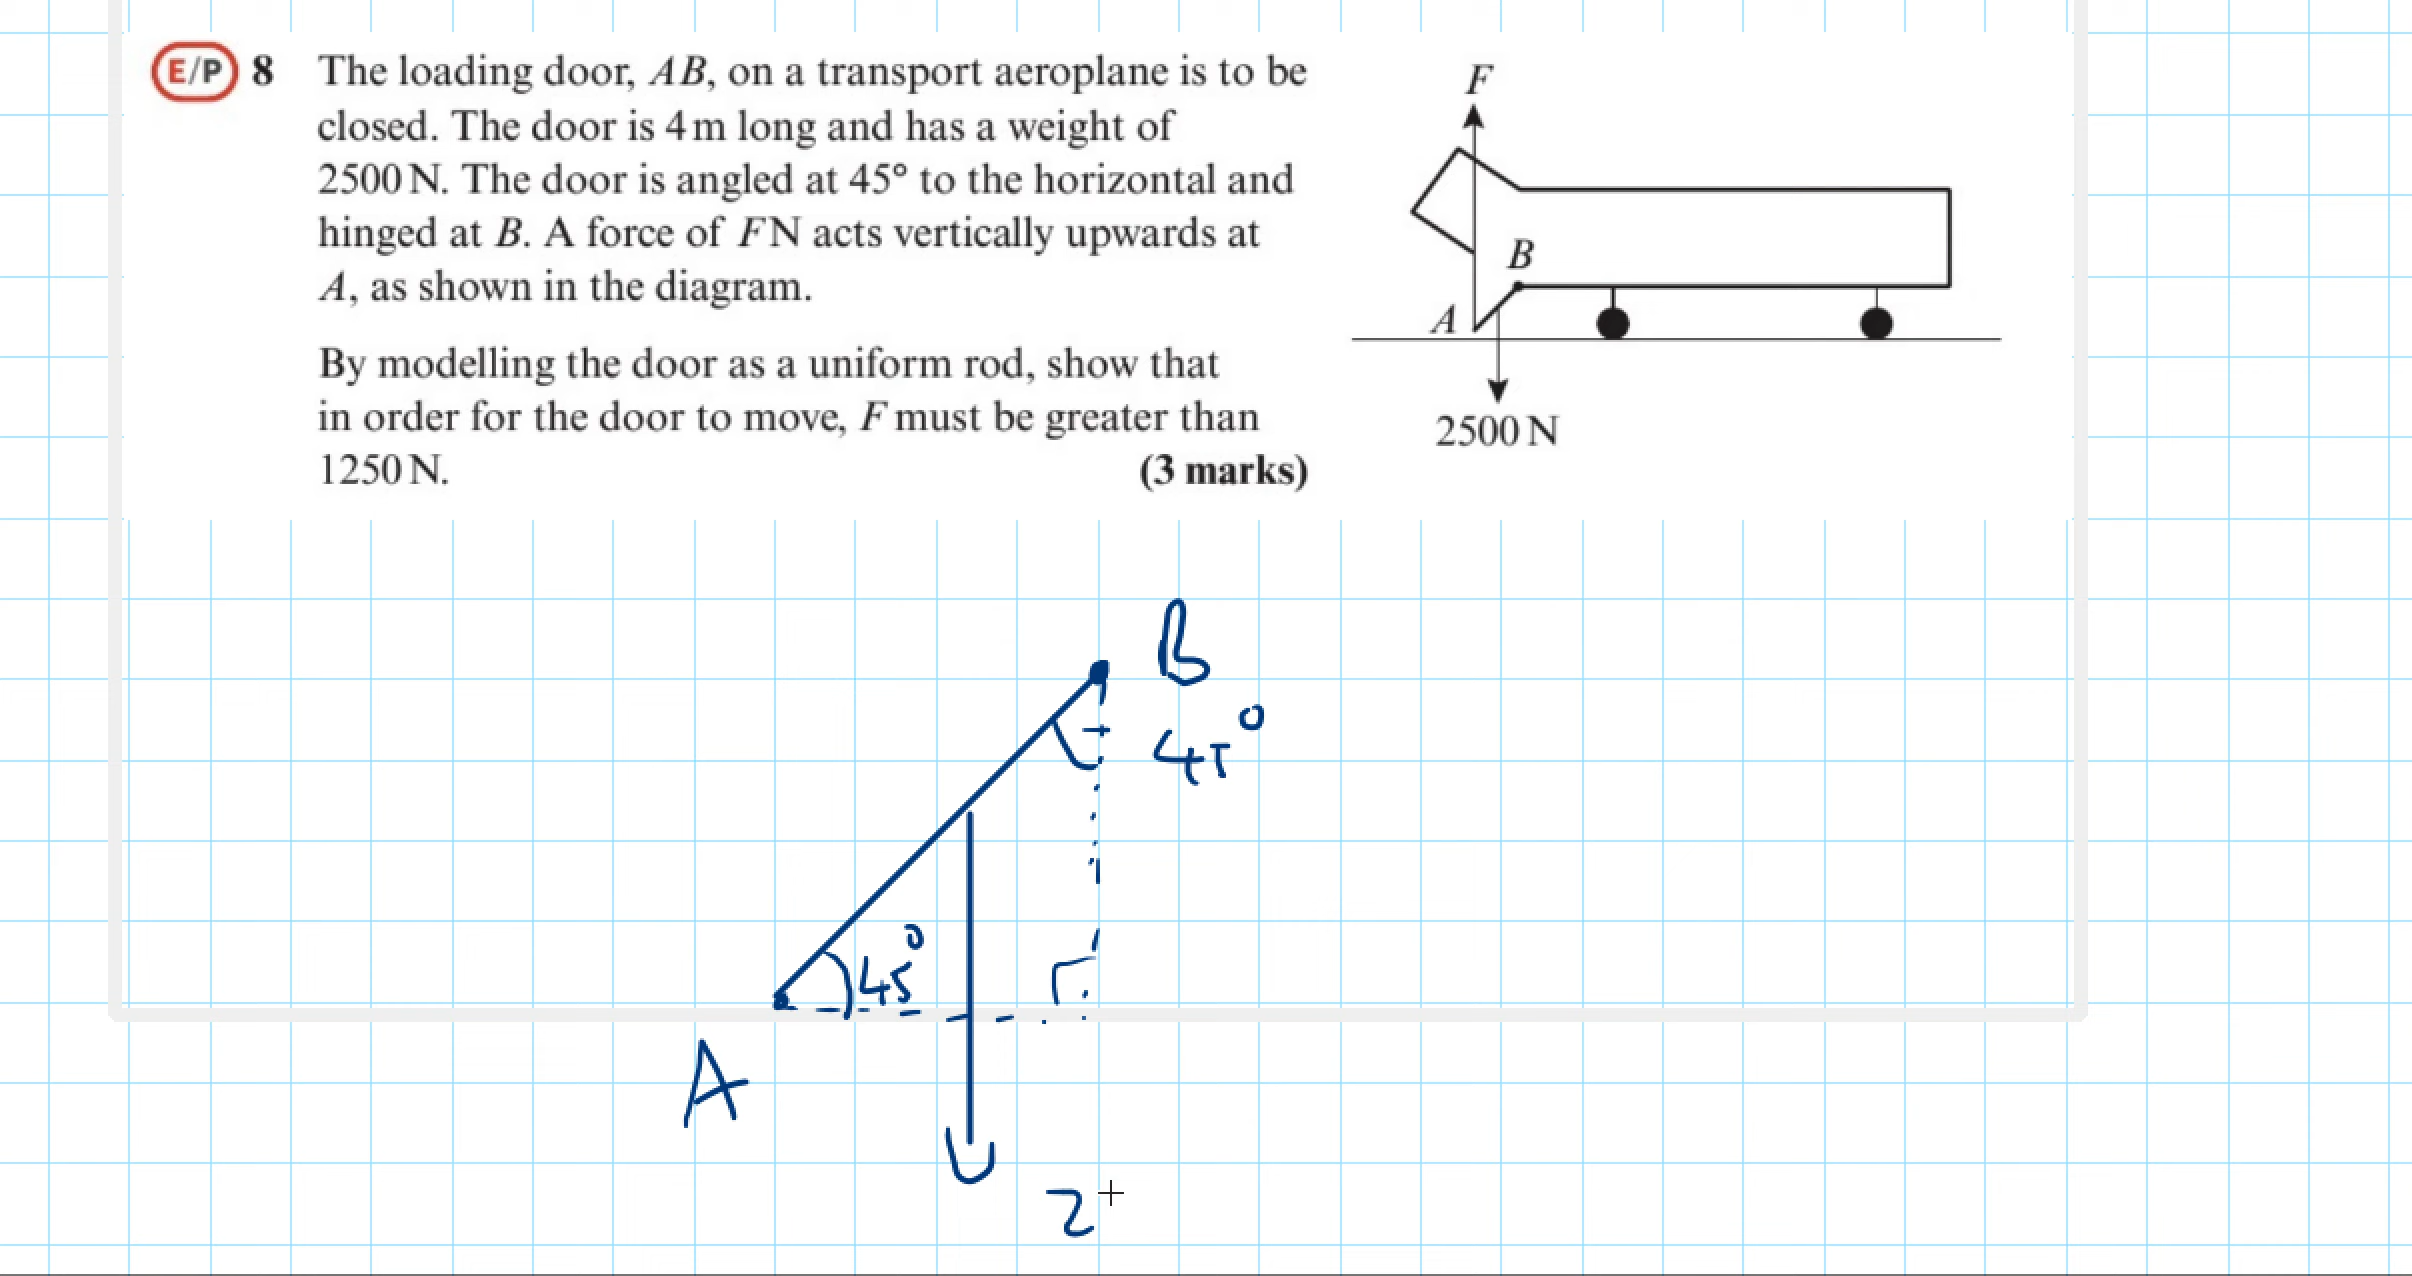 E/P 8 The loading door, AB, on a transport aeroplane is to be
closed. The door is 4 m long and has a weight of
2500 N. The door is angled at 45° to the horizontal and
hinged at B. A force of F N acts vertically upwards at
A, as shown in the diagram.
By modelling the door as a uniform rod, show that
in order for the door to move, F must be greater than
1250 N. (3 marks)
F
B
A
2500 N
B
45°
45°
A
2